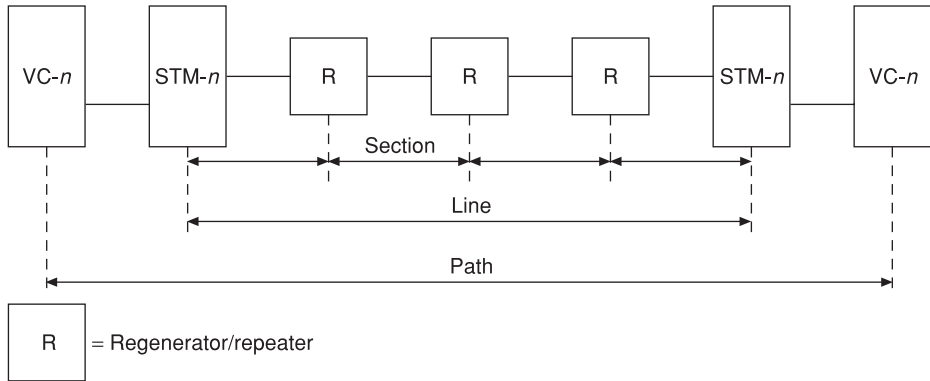 VC-n STM-n R R R STM-n VC-n
Section
Line
Path
R = Regenerator/repeater